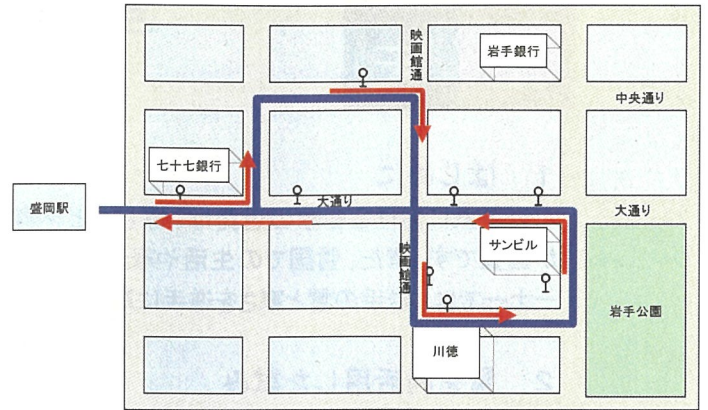 映画館通
岩手銀行
中央通り
七十七銀行
盛岡駅
大通り
大通り
サンビル
映画館通
岩手公園
川徳